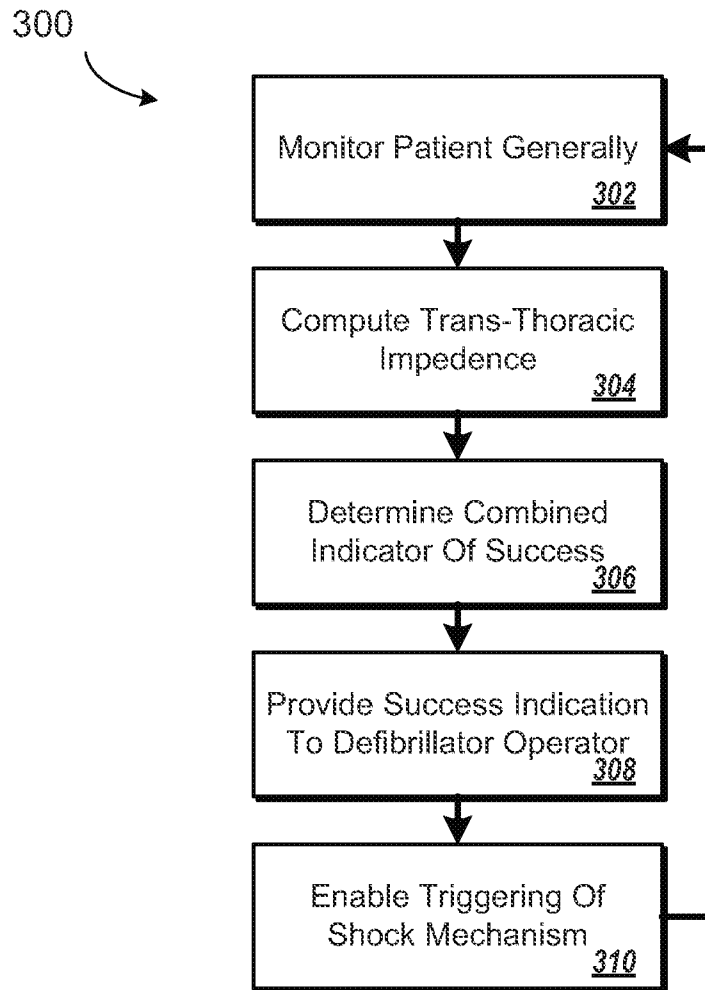 300
Monitor Patient Generally
302
Compute Trans-Thoracic
Impedence
304
Determine Combined
Indicator Of Success
306
Provide Success Indication
To Defibrillator Operator
308
Enable Triggering Of
Shock Mechanism
310